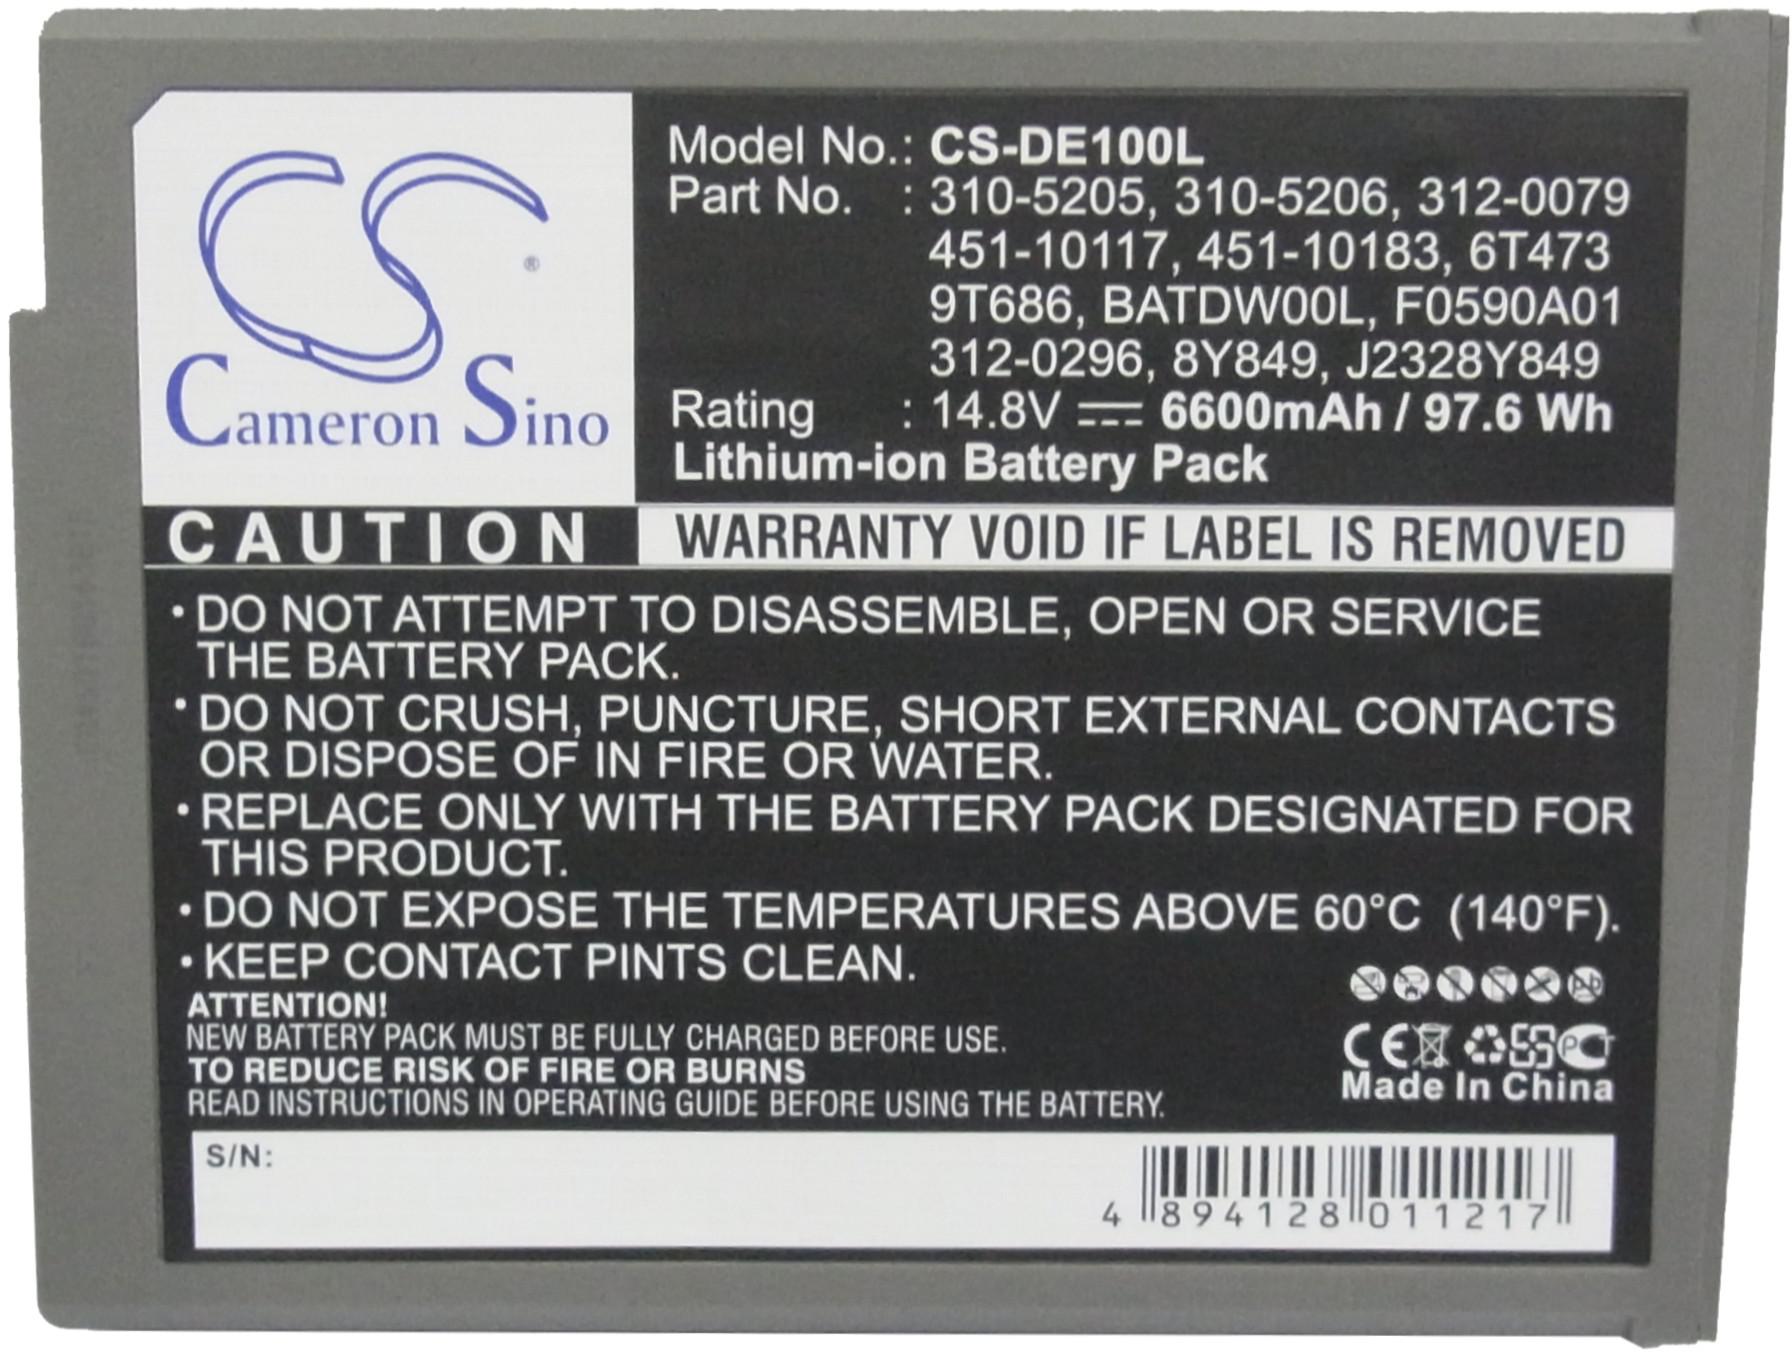 CS
®
Cameron Sino
Model No.: CS-DE100L
Part No. : 310-5205, 310-5206, 312-0079
451-10117, 451-10183, 6T473
9T686, BATDW00L, F0590A01
312-0296, 8Y849, J2328Y849
Rating : 14.8V 6600mAh / 97.6 Wh
Lithium-ion Battery Pack
CAUTION
WARRANTY VOID IF LABEL IS REMOVED
• DO NOT ATTEMPT TO DISASSEMBLE, OPEN OR SERVICE
THE BATTERY PACK.
• DO NOT CRUSH, PUNCTURE, SHORT EXTERNAL CONTACTS
OR DISPOSE OF IN FIRE OR WATER.
• REPLACE ONLY WITH THE BATTERY PACK DESIGNATED FOR
THIS PRODUCT.
• DO NOT EXPOSE THE TEMPERATURES ABOVE 60°C (140°F).
• KEEP CONTACT PINTS CLEAN.
ATTENTION!
NEW BATTERY PACK MUST BE FULLY CHARGED BEFORE USE.
TO REDUCE RISK OF FIRE OR BURNS
READ INSTRUCTIONS IN OPERATING GUIDE BEFORE USING THE BATTERY.
Pb
CE PCT
Made In China
S/N:
4 894128 011217